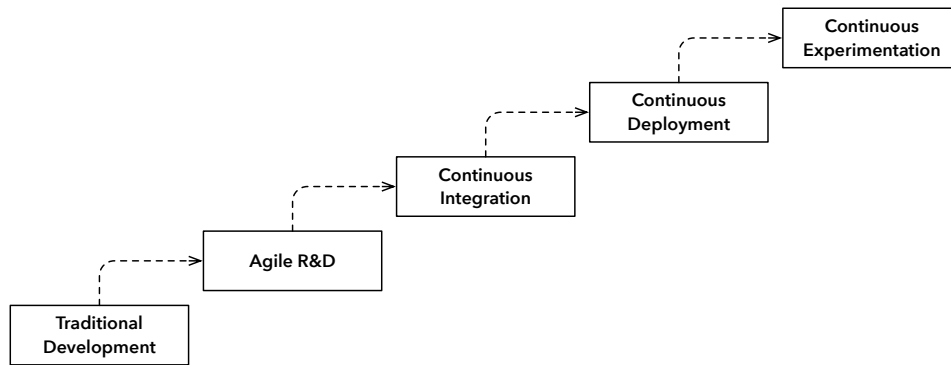 Continuous
Experimentation
Continuous
Deployment
Continuous
Integration
Agile R&D
Traditional
Development